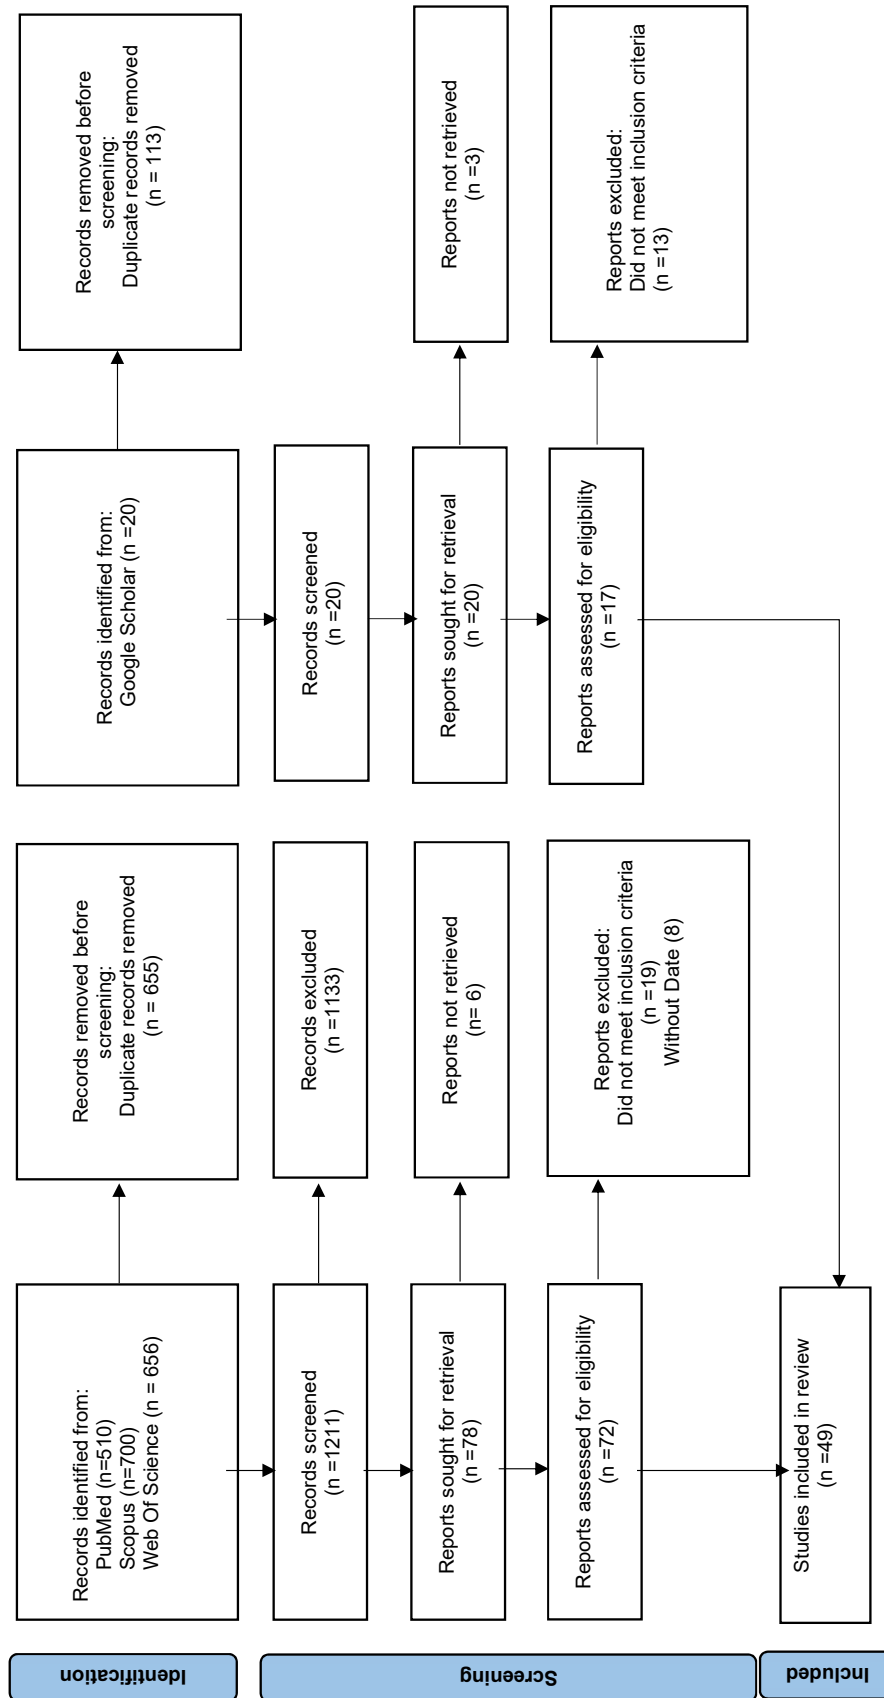 Identification
Records identified from:
PubMed (n=510)
Scopus (n=700)
Web Of Science (n = 656)
Records removed before
screening:
Duplicate records removed
(n = 655)
Records identified from:
Google Scholar (n =20)
Records removed before
screening:
Duplicate records removed
(n = 113)
Screening
Records screened
(n =1211)
Records excluded
(n =1133)
Records screened
(n =20)
Reports sought for retrieval
(n =78)
Reports not retrieved
(n= 6)
Reports sought for retrieval
(n =20)
Reports not retrieved
(n =3)
Reports assessed for eligibility
(n =72)
Reports excluded:
Did not meet inclusion criteria
(n =19)
Without Date (8)
Reports assessed for eligibility
(n =17)
Reports excluded:
Did not meet inclusion criteria
(n =13)
Included
Studies included in review
(n =49)